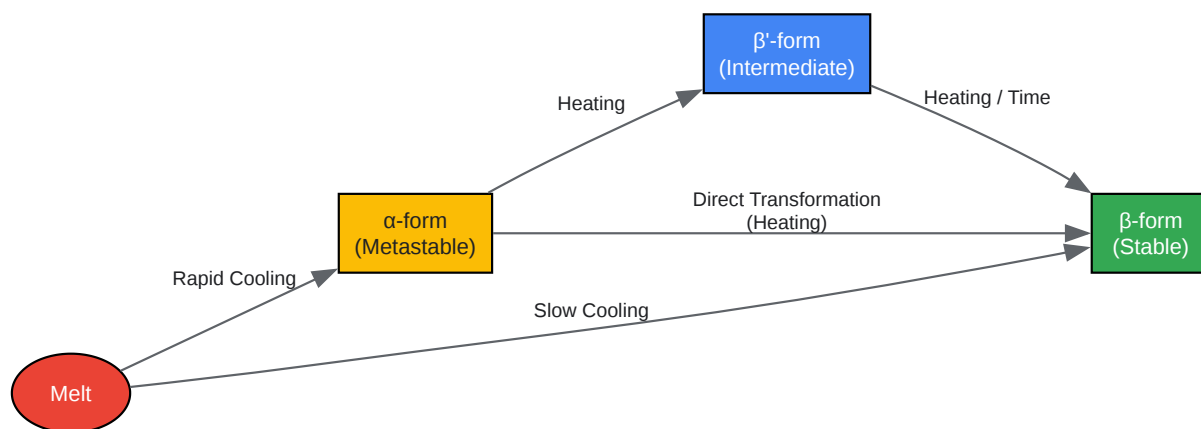 β'-form
(Intermediate)
Heating
Heating / Time
α-form
(Metastable)
Direct Transformation
(Heating)
β-form
(Stable)
Rapid Cooling
Slow Cooling
Melt